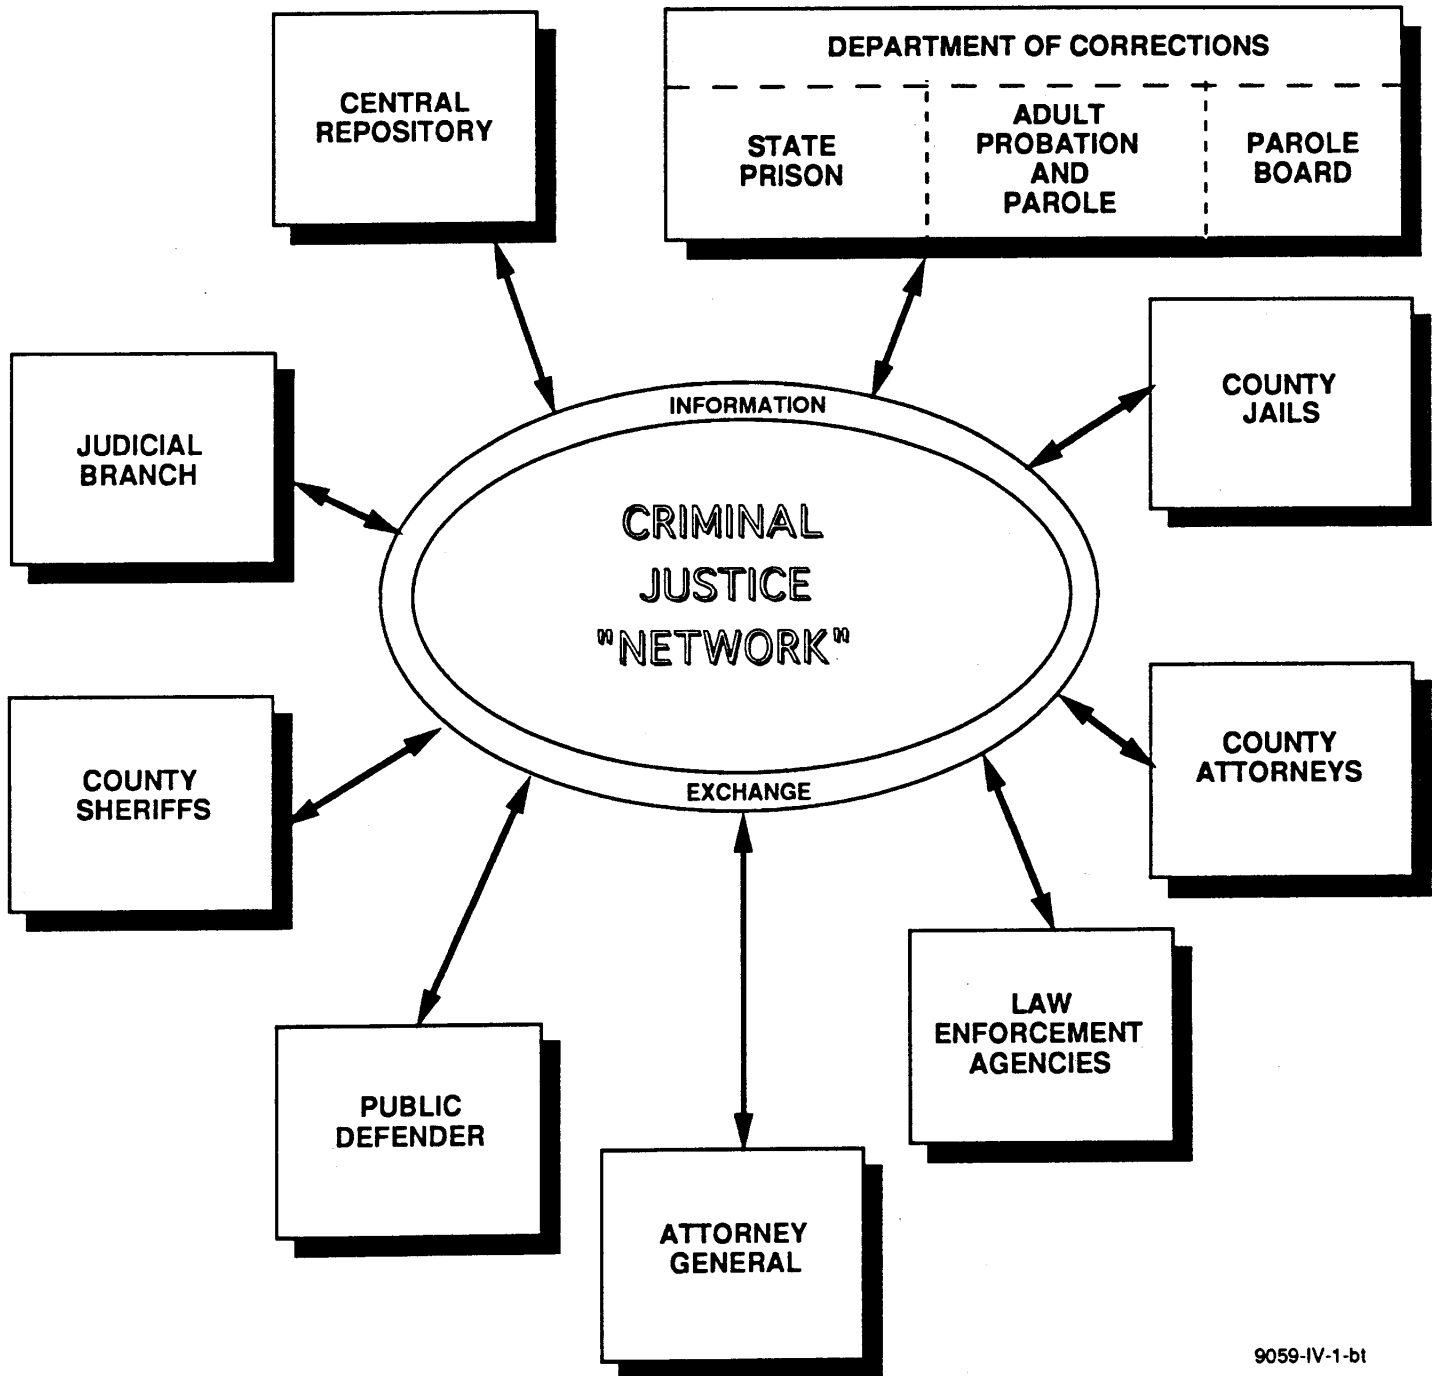 CENTRAL
REPOSITORY
DEPARTMENT OF CORRECTIONS
STATE
PRISON
ADULT
PROBATION
AND
PAROLE
PAROLE
BOARD
JUDICIAL
BRANCH
INFORMATION
COUNTY
JAILS
CRIMINAL
JUSTICE
"NETWORK"
COUNTY
SHERIFFS
EXCHANGE
COUNTY
ATTORNEYS
PUBLIC
DEFENDER
ATTORNEY
GENERAL
LAW
ENFORCEMENT
AGENCIES
9059-IV-1-bt